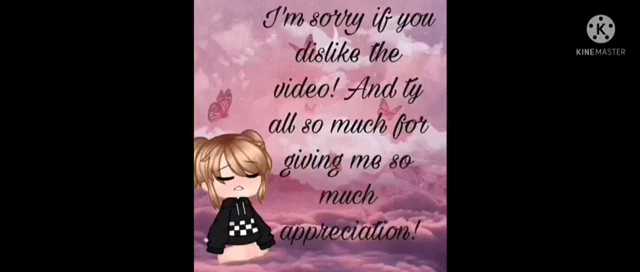 I'm sorry if you
dislike the
video! And ty
all so much for
giving me so
much
appreciation!
K
KINEMASTER